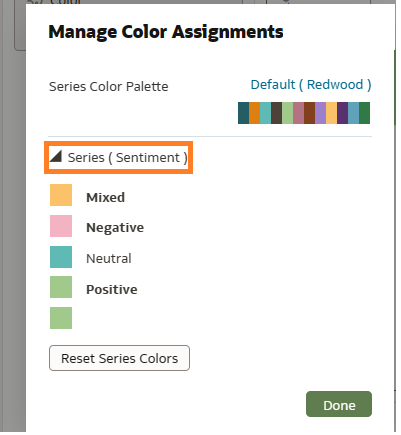 Manage Color Assignments
Series Color Palette
Default ( Redwood )
Series ( Sentiment )
Mixed
Negative
Neutral
Positive
Reset Series Colors
Done